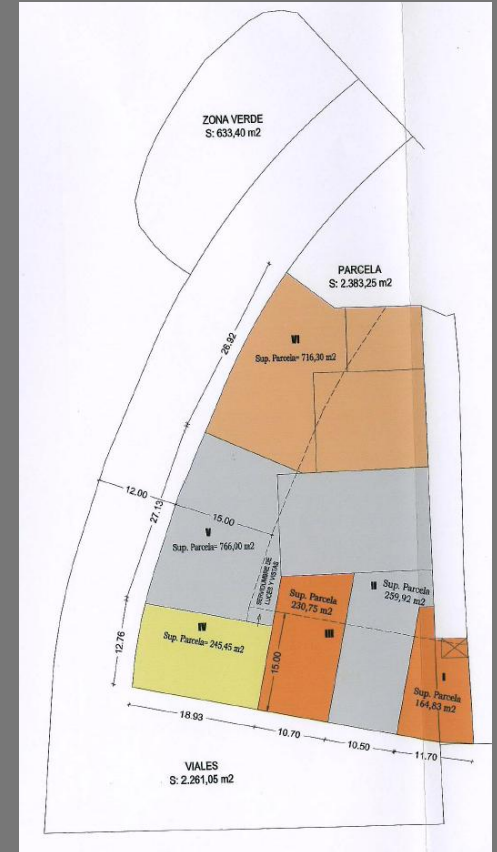 ZONA VERDE
S: 633,40 m2
PARCELA
S: 2.383,25 m2
26.92
VI
Sup. Parcela= 716,30 m2
12.00
27.13
15.00
V
Sup. Parcela= 766,00 m2
SERVIDUMBRE DE
LUCES Y VISTAS
Sup. Parcela
230,75 m2
III
II
Sup. Parcela
259,92 m2
IV
Sup. Parcela= 245,45 m2
12.76
15.00
I
Sup. Parcela
164,83 m2
18.93
10.70
10.50
11.70
VIALES
S: 2.261,05 m2